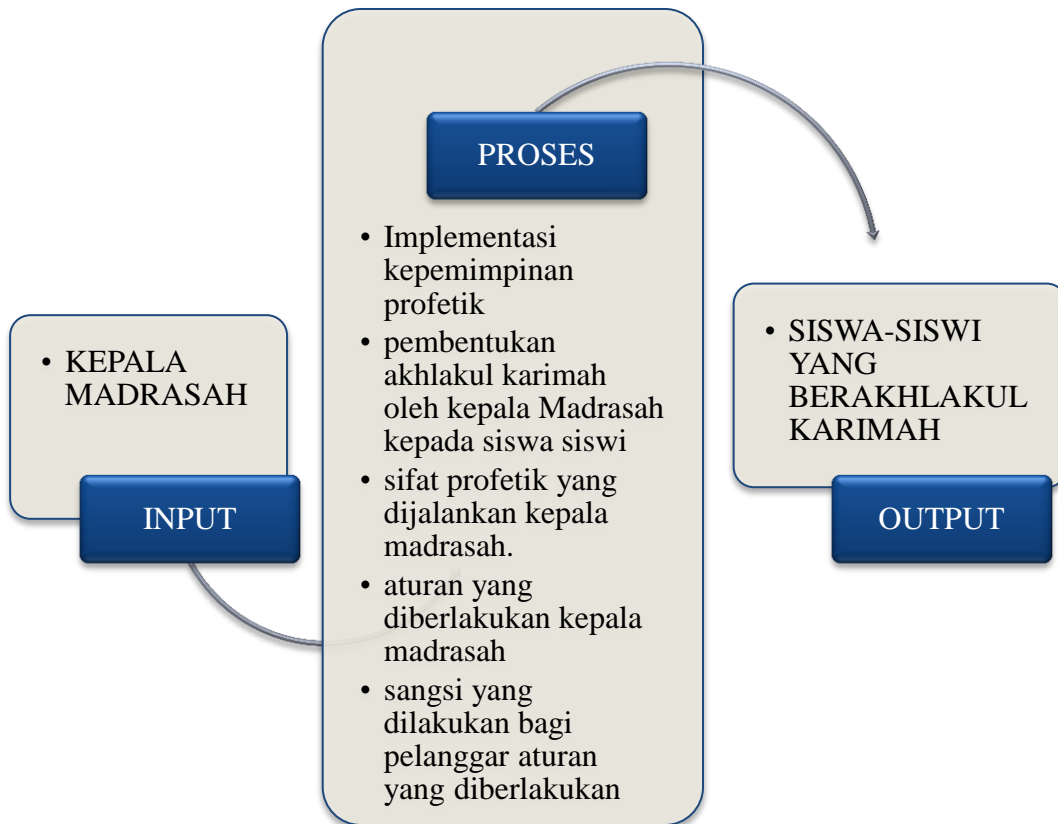 • KEPALA
MADRASAH
INPUT
PROSES
• Implementasi
kepemimpinan
profetik
• pembentukan
akhlakul karimah
oleh kepala Madrasah
kepada siswa siswi
• sifat profetik yang
dijalankan kepala
madrasah.
• aturan yang
diberlakukan kepala
madrasah
• sangsi yang
dilakukan bagi
pelanggar aturan
yang diberlakukan
• SISWA-SISWI
YANG
BERAKHLAKUL
KARIMAH
OUTPUT